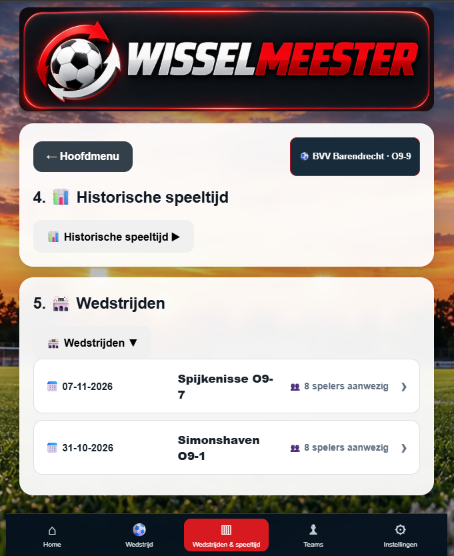 WISSELMEESTER
← Hoofdmenu
BVV Barendrecht · O9-9
4. Historische speeltijd
Historische speeltijd ▶
5. Wedstrijden
Wedstrijden ▼
07-11-2026
Spijkenisse O9-
7
8 spelers aanwezig ›
31-10-2026
Simonshaven
O9-1
8 spelers aanwezig ›
Home
Wedstrijd
Wedstrijden & speeltijd
Teams
Instellingen